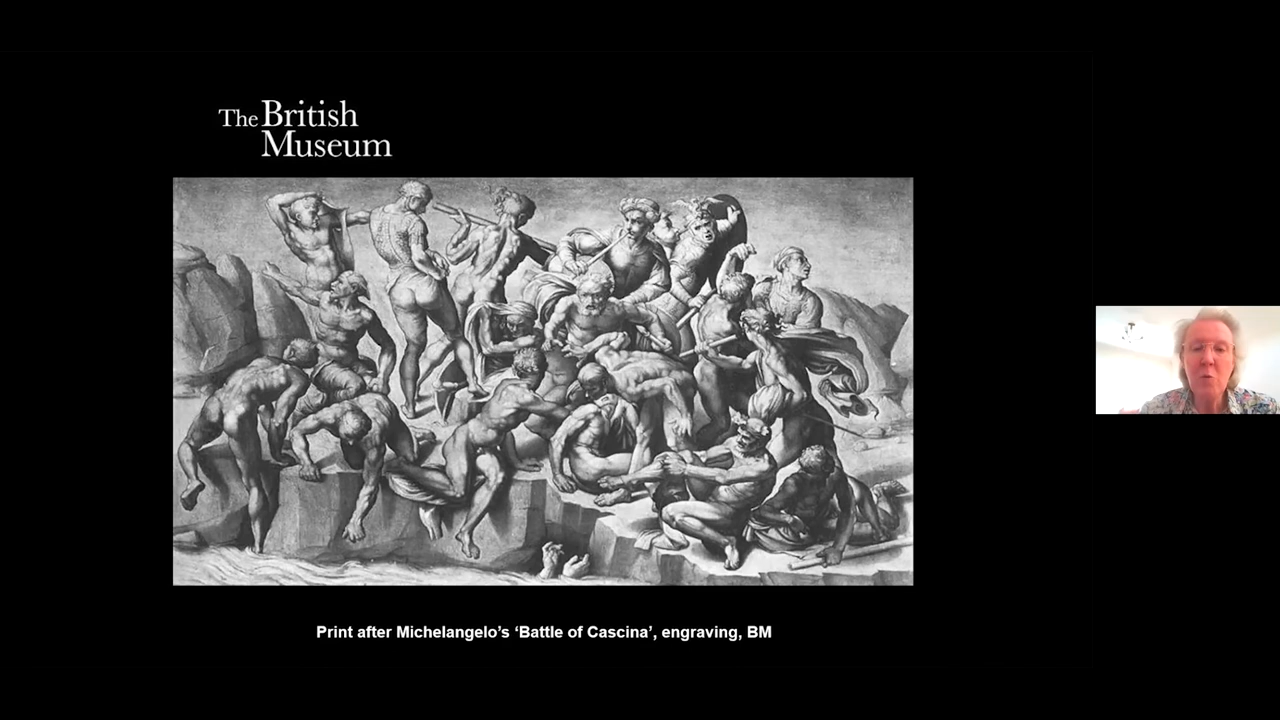 The British
Museum
Print after Michelangelo’s ‘Battle of Cascina’, engraving, BM